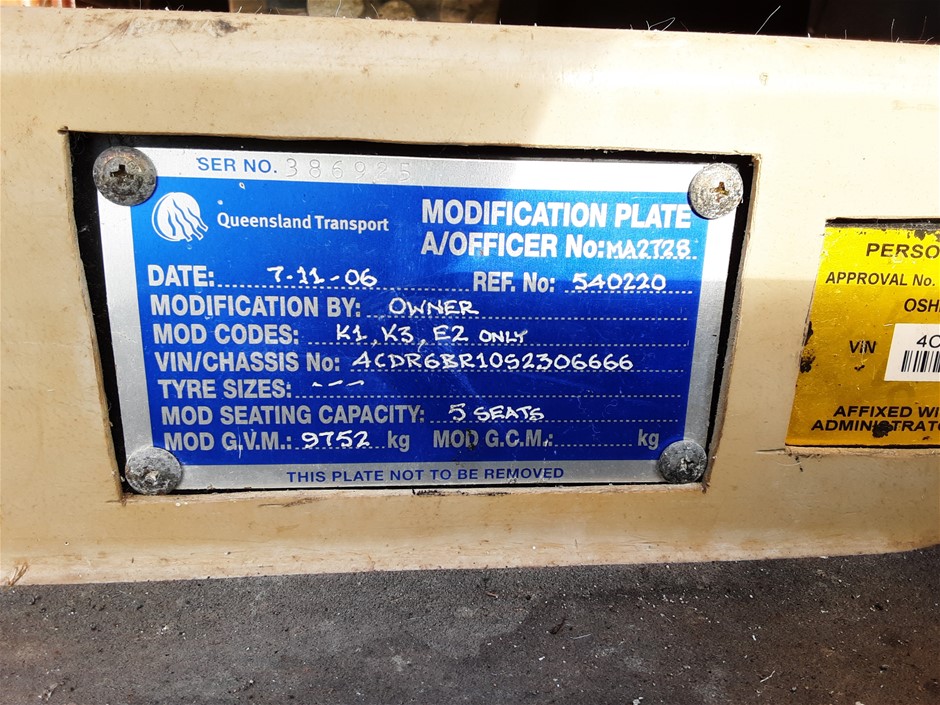 SER NO. 386925
Queensland Transport
MODIFICATION PLATE
A/OFFICER No: MA2T2B
DATE: 7-11-06 REF. No: 540220
MODIFICATION BY: OWNER
MOD CODES: K1, K3, E2 ONLY
VIN/CHASSIS No: 4CDR6BR10S2306666
TYRE SIZES: ---
MOD SEATING CAPACITY: 5 SEATS
MOD G.V.M.: 9752 kg MOD G.C.M.: kg
THIS PLATE NOT TO BE REMOVED
PERSO
APPROVAL No.
OSH
VIN 4C
AFFIXED WI
ADMINISTRATO